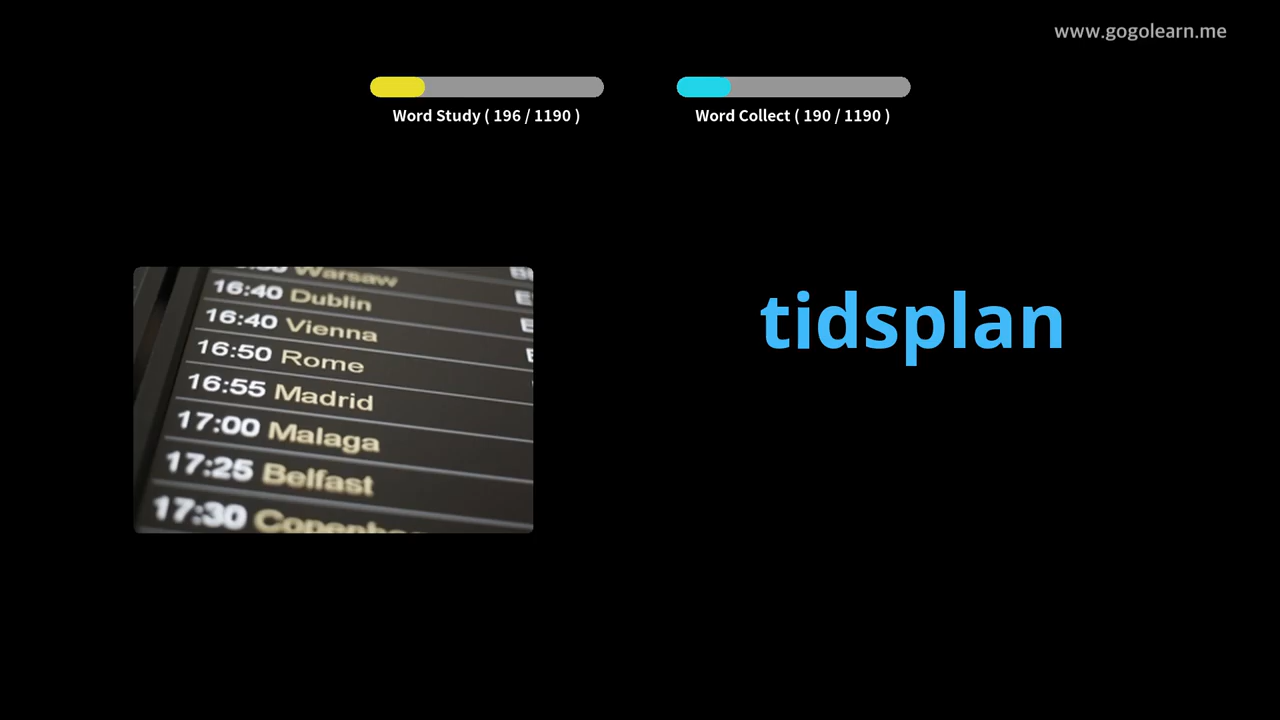 www.gogolearn.me
Word Study ( 196 / 1190 )
Word Collect ( 190 / 1190 )
tidsplan
Warsaw
16:40 Dublin
16:40 Vienna
16:50 Rome
16:55 Madrid
17:00 Malaga
17:25 Belfast
17:30